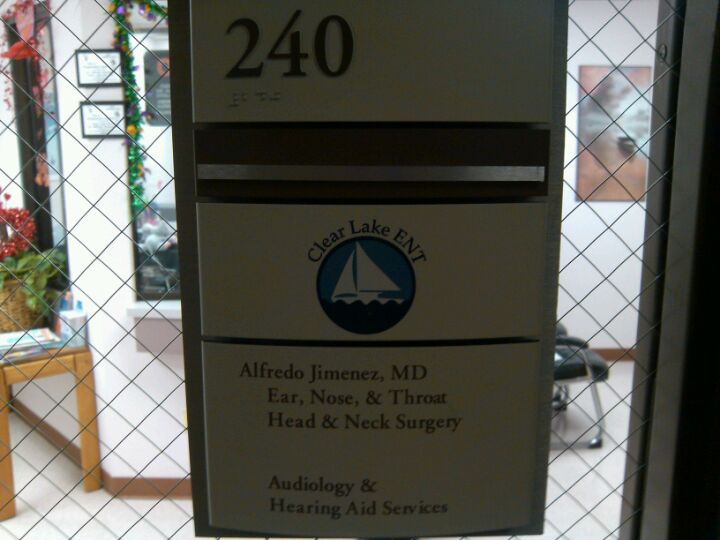 240
Clear Lake ENT
Alfredo Jimenez, MD
Ear, Nose, & Throat
Head & Neck Surgery
Audiology &
Hearing Aid Services